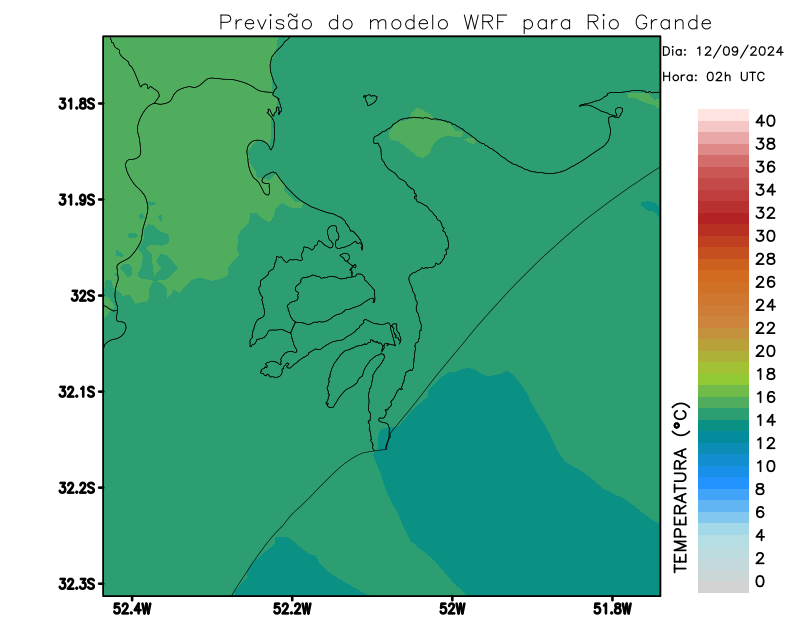 Previsão do modelo WRF para Rio Grande
Dia: 12/09/2024
Hora: 02h UTC
31.8S
31.9S
32S
32.1S
32.2S
32.3S
52.4W
52.2W
52W
51.8W
TEMPERATURA (°C)
40
38
36
34
32
30
28
26
24
22
20
18
16
14
12
10
8
6
4
2
0